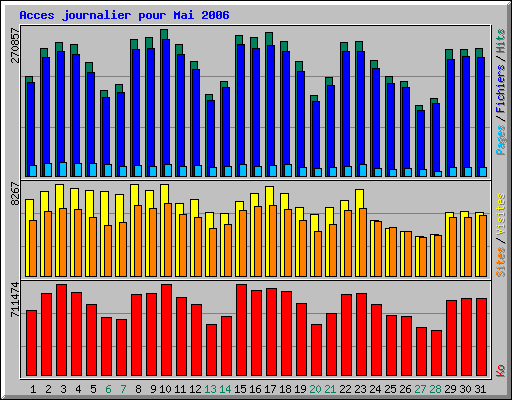 Acces journalier pour Mai 2006
270857
Pages / Fichiers / Hits
8267
Sites / Visites
711474
Ko
1 2 3 4 5 6 7 8 9 10 11 12 13 14 15 16 17 18 19 20 21 22 23 24 25 26 27 28 29 30 31